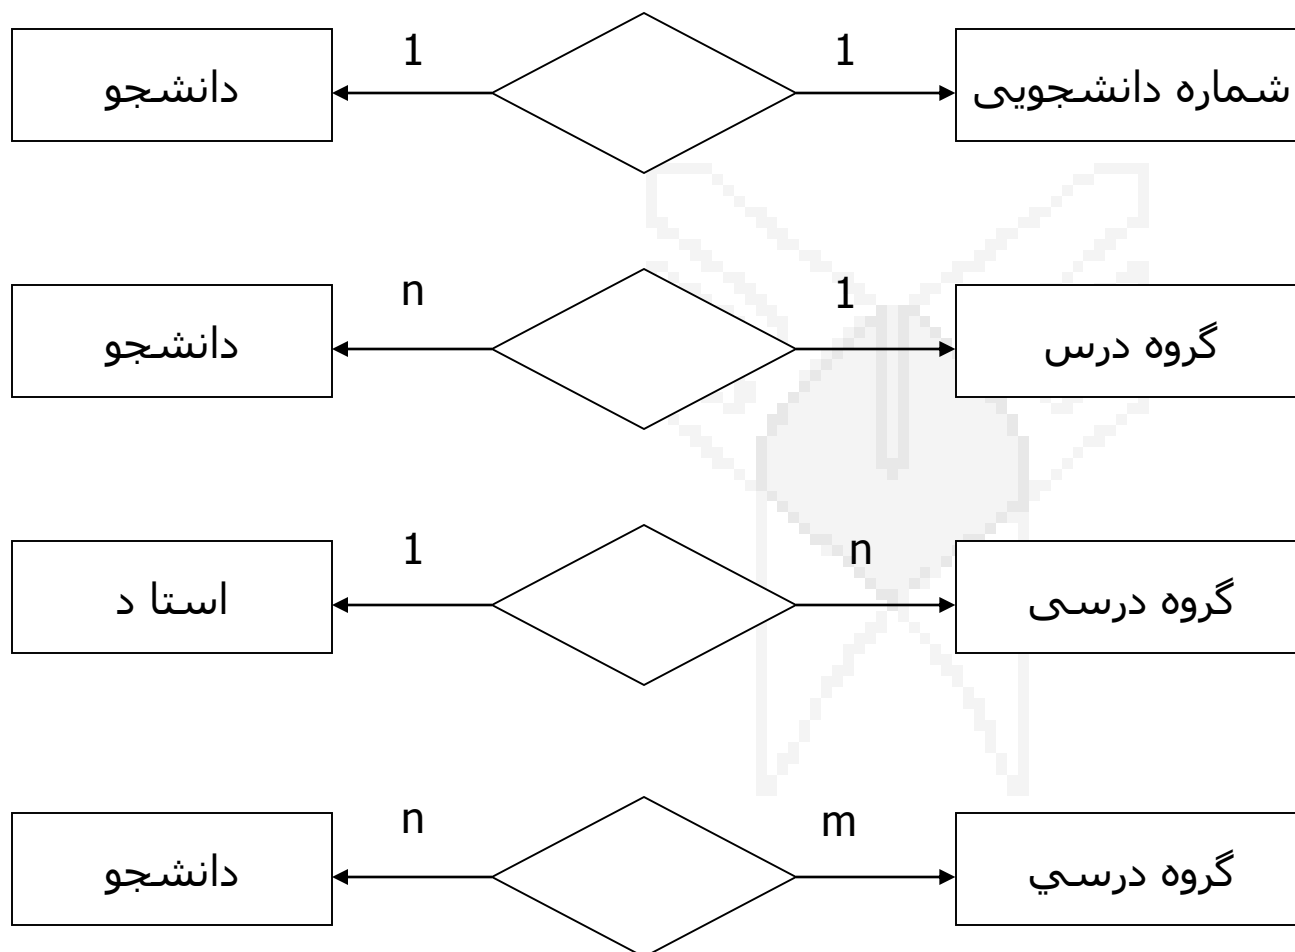 1 1
دانشجو شماره دانشجویی
n 1
دانشجو گروه درس
1 n
استا د گروه درسی
n m
دانشجو گروه درسي